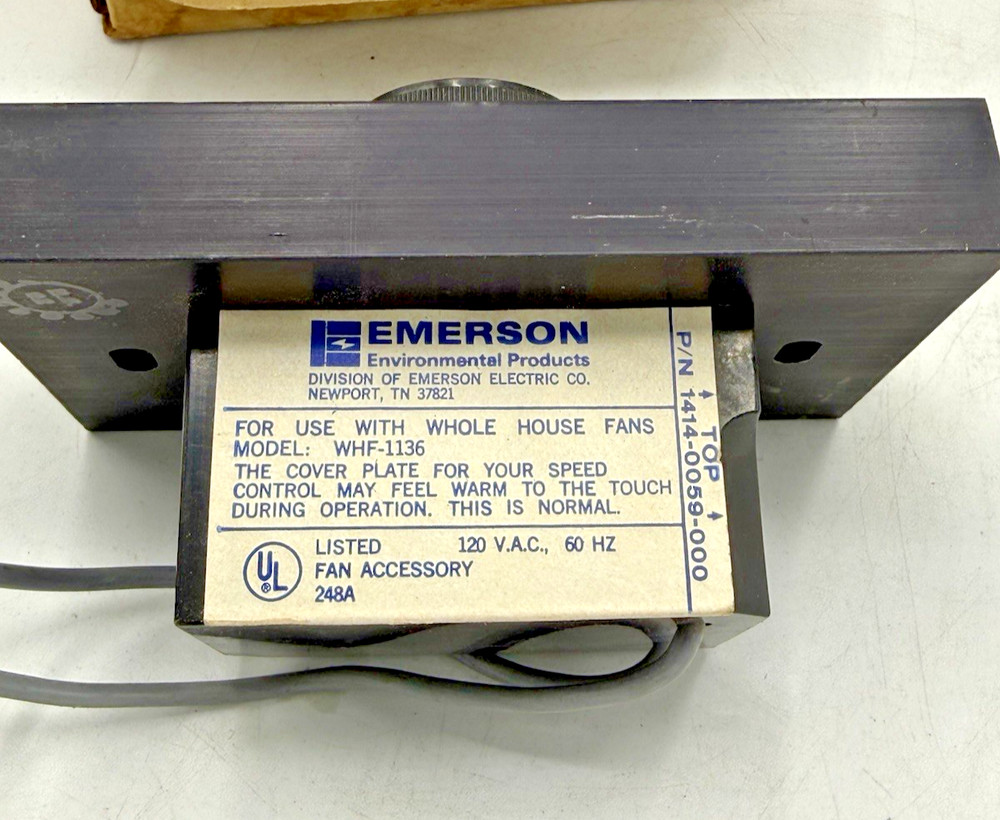 EMERSON
Environmental Products
DIVISION OF EMERSON ELECTRIC CO.
NEWPORT, TN 37821
FOR USE WITH WHOLE HOUSE FANS
MODEL: WHF-1136
THE COVER PLATE FOR YOUR SPEED
CONTROL MAY FEEL WARM TO THE TOUCH
DURING OPERATION. THIS IS NORMAL.
UL ®
LISTED 120 V.A.C., 60 HZ
FAN ACCESSORY
248A
↑ TOP ↑
P/N 1414-0059-000